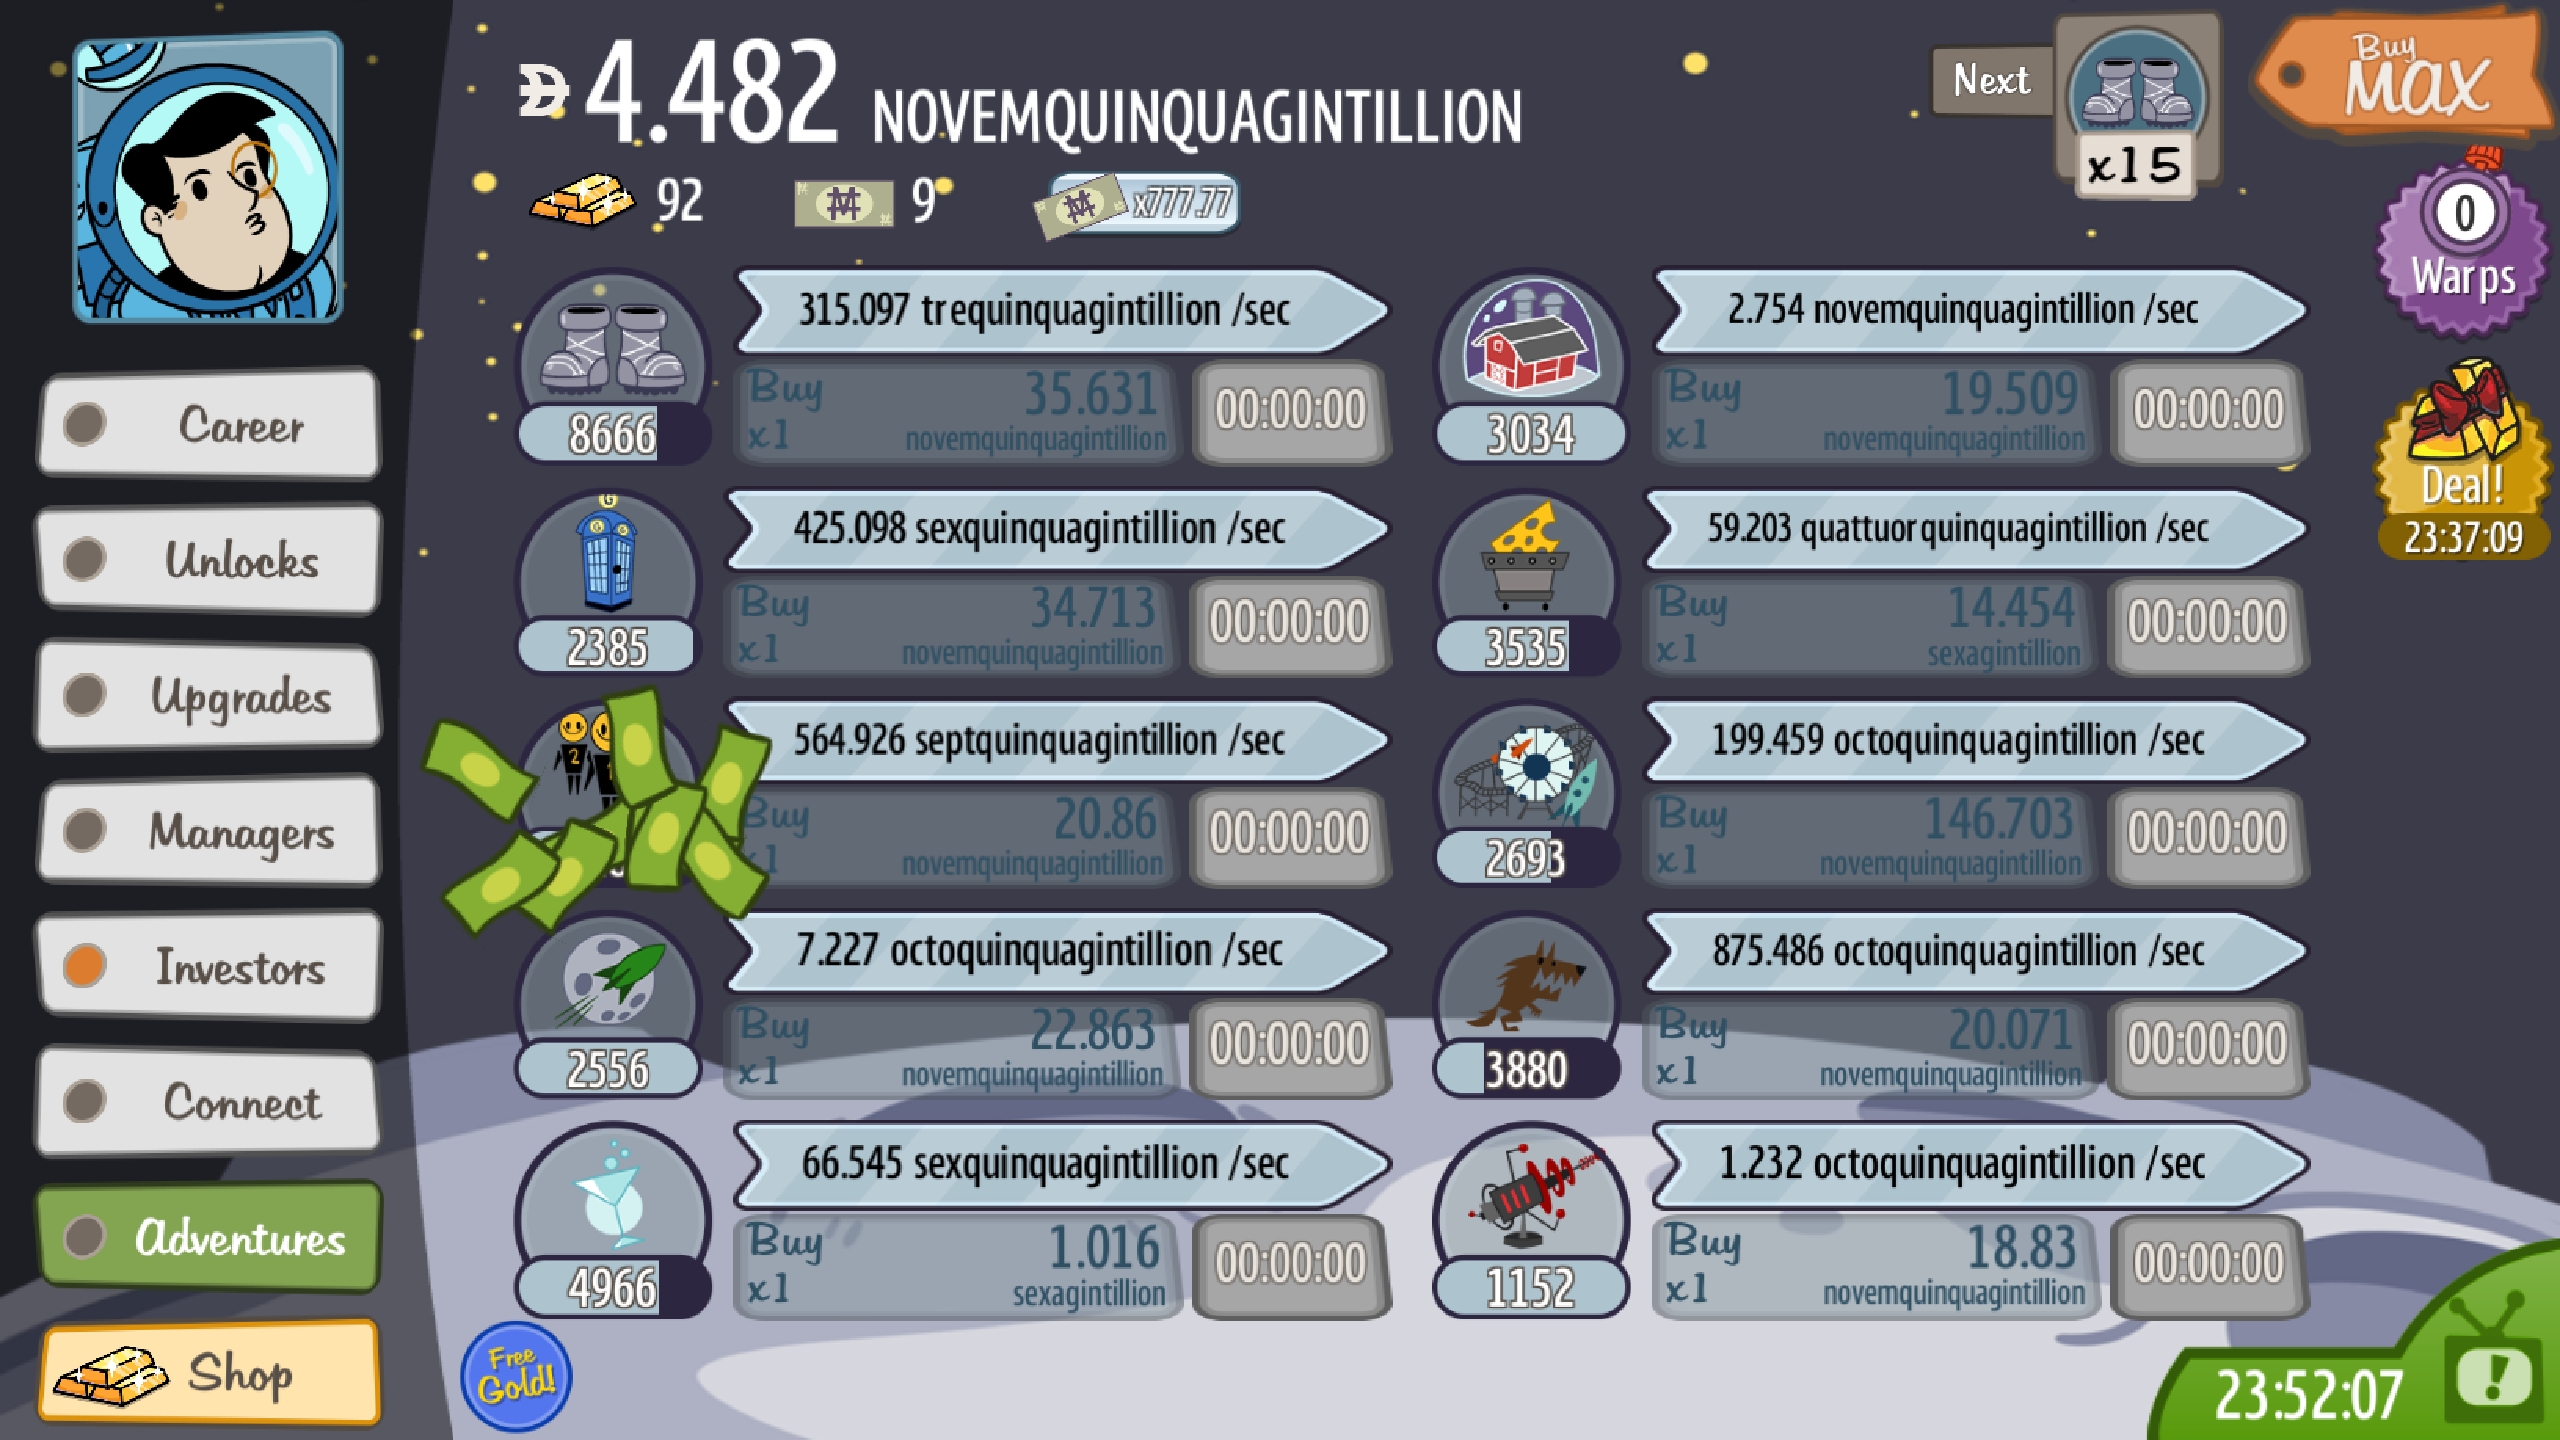 4.482 NOVEMQUINQUAGINTILLION
Next
x15
Buy
MAX
92
9
x777.77
0
Warps
Deal!
23:37:09
Career
Unlocks
Upgrades
Managers
Investors
Connect
Adventures
Shop
315.097 trequinquagintillion /sec
Buy
x1
35.631
novemquinquagintillion
00:00:00
8666
2.754 novemquinquagintillion /sec
Buy
x1
19.509
novemquinquagintillion
00:00:00
3034
425.098 sexquinquagintillion /sec
Buy
x1
34.713
novemquinquagintillion
00:00:00
2385
59.203 quattuorquinquagintillion /sec
Buy
x1
14.454
sexagintillion
00:00:00
3535
564.926 septquinquagintillion /sec
Buy
x1
20.86
novemquinquagintillion
00:00:00
199.459 octoquinquagintillion /sec
Buy
x1
146.703
novemquinquagintillion
00:00:00
2693
7.227 octoquinquagintillion /sec
Buy
x1
22.863
novemquinquagintillion
00:00:00
2556
875.486 octoquinquagintillion /sec
Buy
x1
20.071
novemquinquagintillion
00:00:00
3880
66.545 sexquinquagintillion /sec
Buy
x1
1.016
sexagintillion
00:00:00
4966
1.232 octoquinquagintillion /sec
Buy
x1
18.83
novemquinquagintillion
00:00:00
1152
Free
Gold!
23:52:07